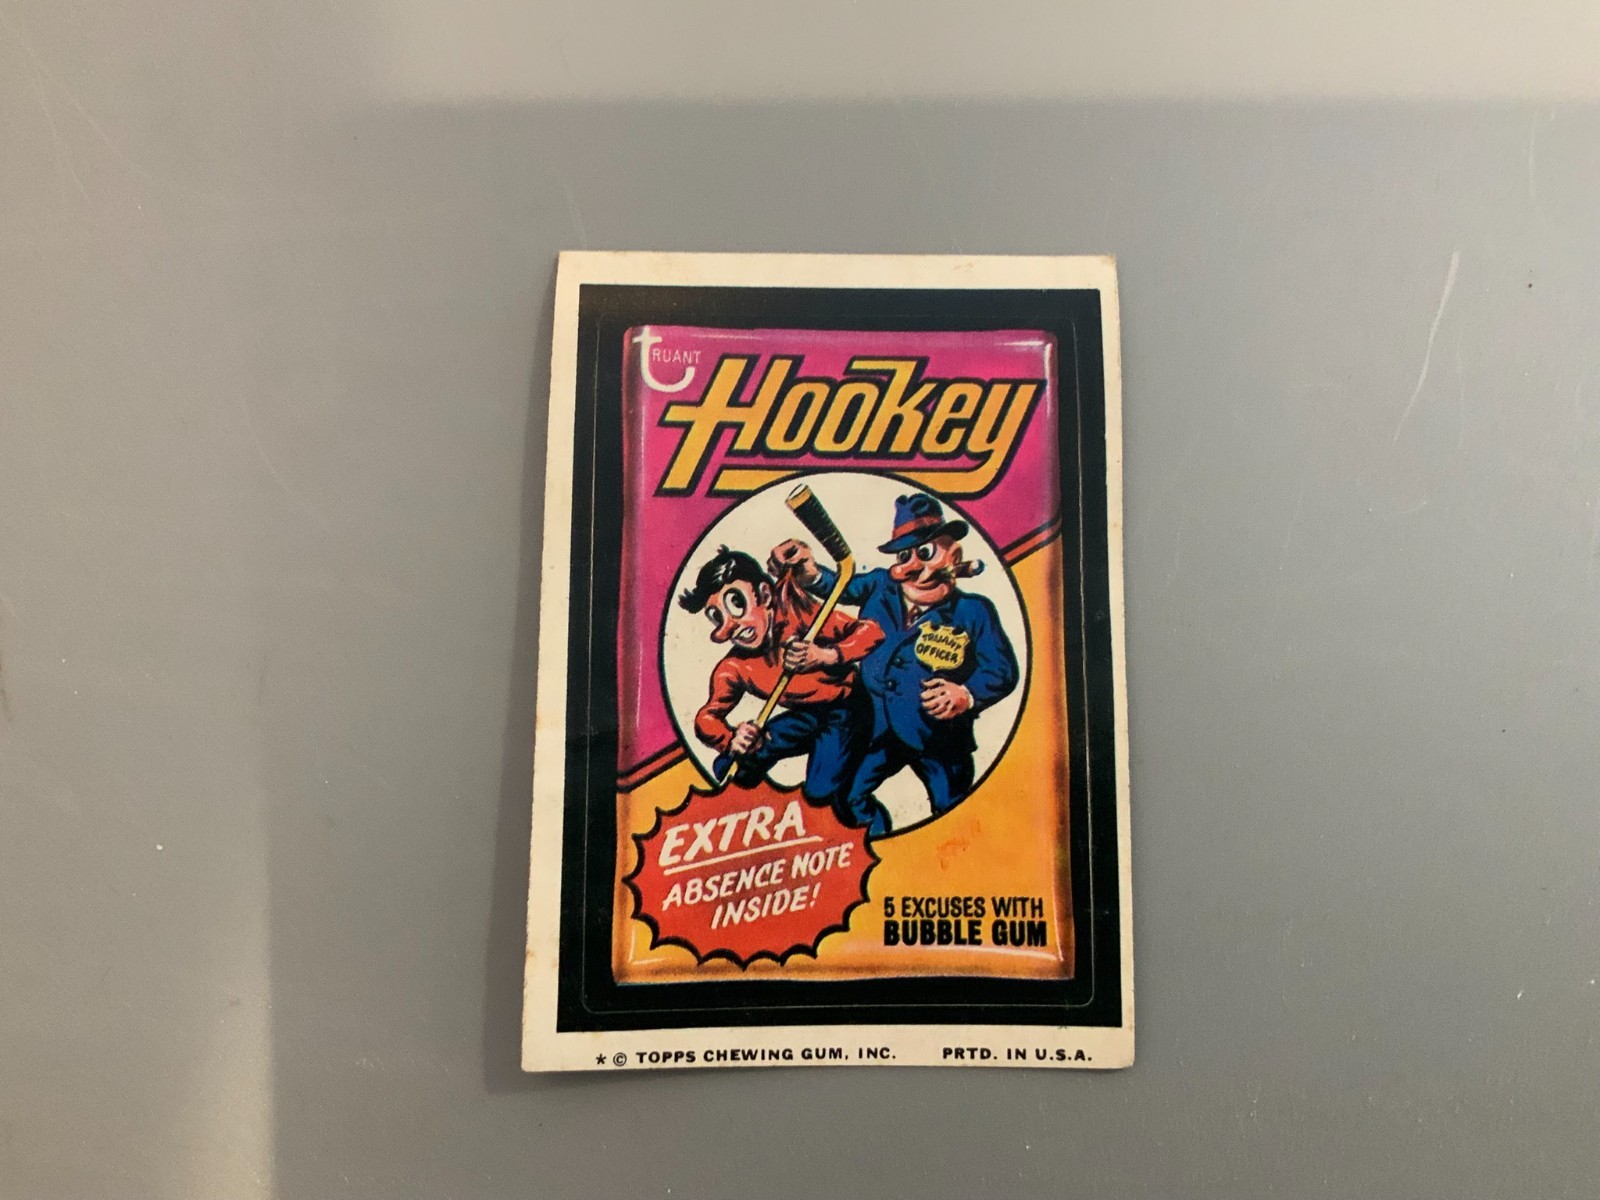 tRUANT
Hookey
TRUANT
OFFICER
EXTRA
ABSENCE NOTE
INSIDE!
5 EXCUSES WITH
BUBBLE GUM
* © TOPPS CHEWING GUM, INC. PRTD. IN U.S.A.